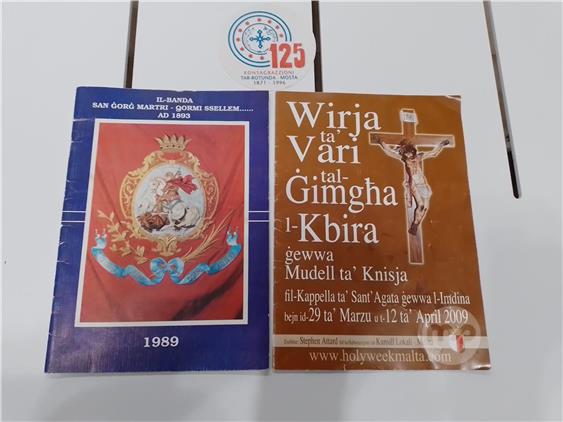 125
KONSAGRAZZJONI
TAR-ROTUNDA - MOSTA
1871 - 1996
IL-BANDA
SAN ĠORĠ MARTRI - QORMI SSELLEM......
AD 1893
1989
Wirja
ta'
Vari
tal-
Ġimgħa
l-Kbira
ġewwa
Mudell ta' Knisja
fil-Kappella ta' Sant'Agata ġewwa l-Imdina
bejn id-29 ta' Marzu u t-12 ta' April 2009
Stephen Attard
Kunsill Lokali
www.holyweekmalta.com